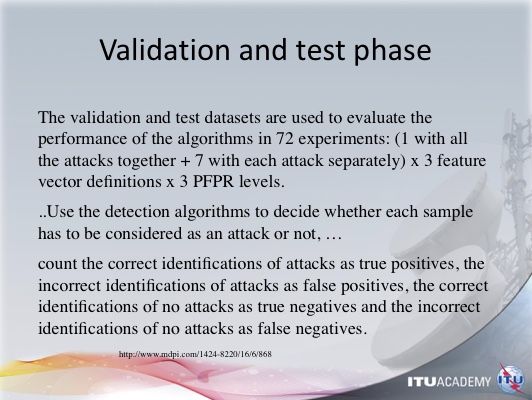 Validation and test phase
The validation and test datasets are used to evaluate the
performance of the algorithms in 72 experiments: (1 with all
the attacks together + 7 with each attack separately) x 3 feature
vector definitions x 3 PFPR levels.
..Use the detection algorithms to decide whether each sample
has to be considered as an attack or not, …
count the correct identifications of attacks as true positives, the
incorrect identifications of attacks as false positives, the correct
identifications of no attacks as true negatives and the incorrect
identifications of no attacks as false negatives.
http://www.mdpi.com/1424-8220/16/6/868
ITUACADEMY ITU